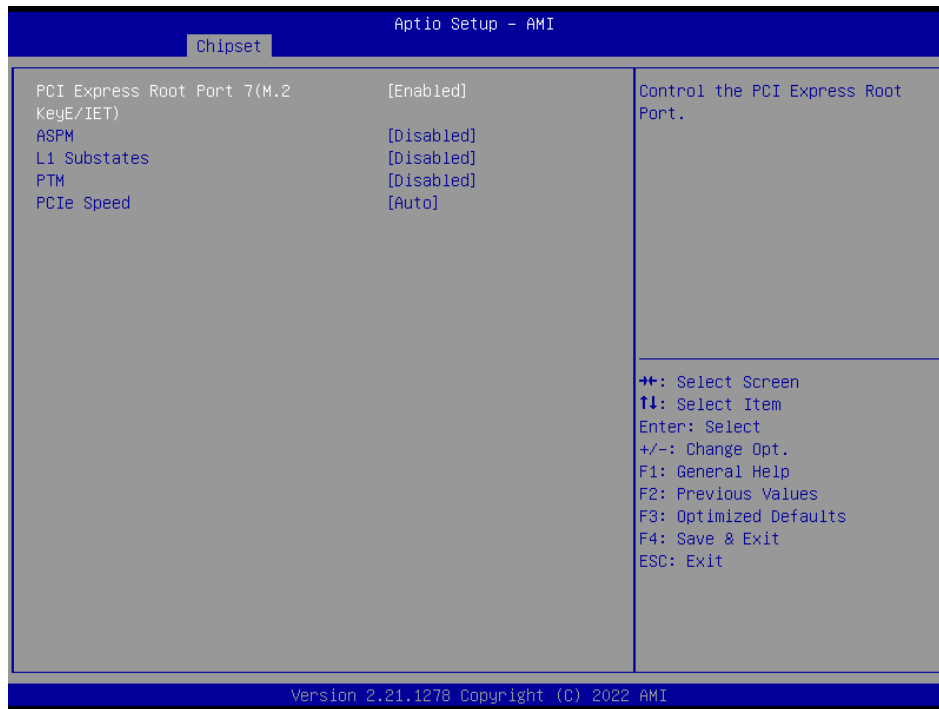 Aptio Setup – AMI
Chipset
PCI Express Root Port 7(M.2 [Enabled]
KeyE/IET)
ASPM [Disabled]
L1 Substates [Disabled]
PTM [Disabled]
PCIe Speed [Auto]
Control the PCI Express Root
Port.
→←: Select Screen
↑↓: Select Item
Enter: Select
+/-: Change Opt.
F1: General Help
F2: Previous Values
F3: Optimized Defaults
F4: Save & Exit
ESC: Exit
Version 2.21.1278 Copyright (C) 2022 AMI